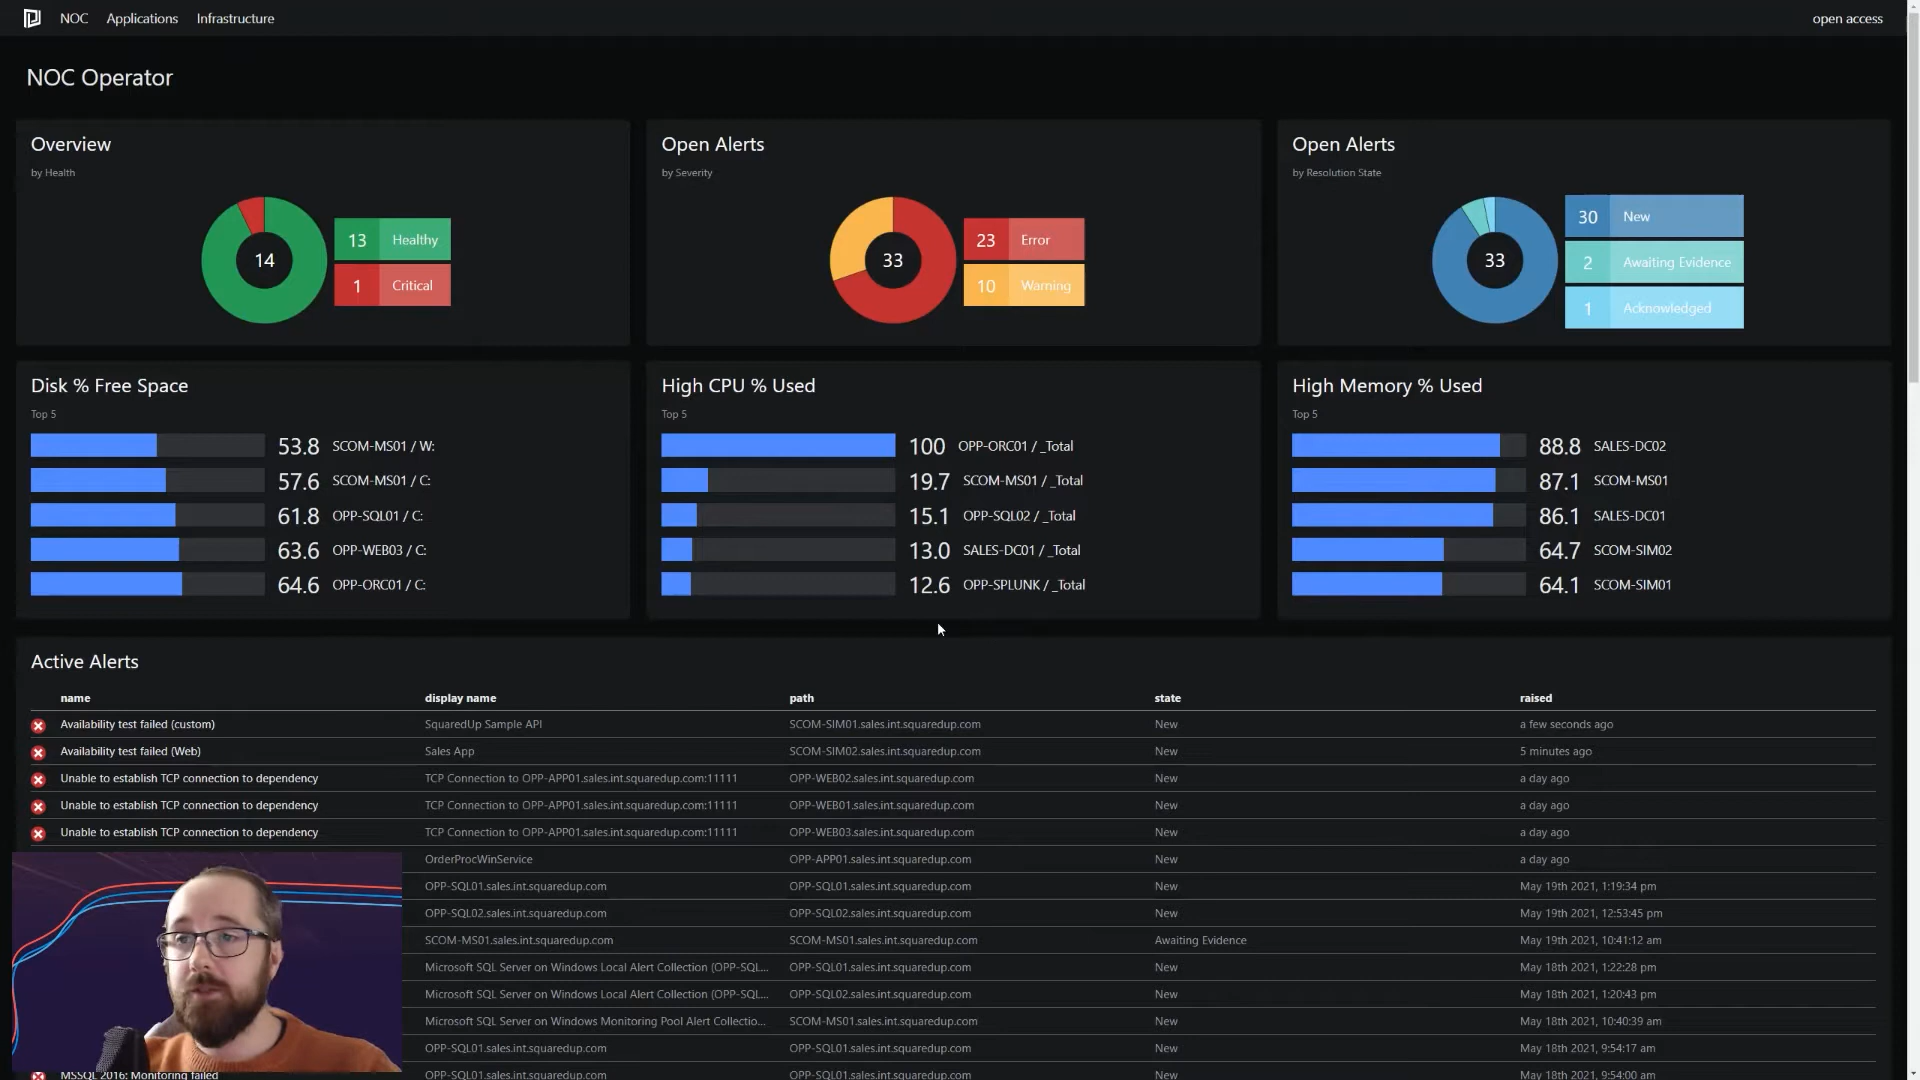 NOC Applications Infrastructure open access
NOC Operator
Overview
by Health
14
13 Healthy
1 Critical
Open Alerts
by Severity
33
23 Error
10 Warning
Open Alerts
by Resolution State
33
30 New
2 Awaiting Evidence
1 Acknowledged
Disk % Free Space
Top 5
53.8 SCOM-MS01 / W:
57.6 SCOM-MS01 / C:
61.8 OPP-SQL01 / C:
63.6 OPP-WEB03 / C:
64.6 OPP-ORC01 / C:
High CPU % Used
Top 5
100 OPP-ORC01 / _Total
19.7 SCOM-MS01 / _Total
15.1 OPP-SQL02 / _Total
13.0 SALES-DC01 / _Total
12.6 OPP-SPLUNK / _Total
High Memory % Used
Top 5
88.8 SALES-DC02
87.1 SCOM-MS01
86.1 SALES-DC01
64.7 SCOM-SIM02
64.1 SCOM-SIM01
Active Alerts
name display name path state raised
Availability test failed (custom) SquaredUp Sample API SCOM-SIM01.sales.int.squaredup.com New a few seconds ago
Availability test failed (Web) Sales App SCOM-SIM02.sales.int.squaredup.com New 5 minutes ago
Unable to establish TCP connection to dependency TCP Connection to OPP-APP01.sales.int.squaredup.com:11111 OPP-WEB02.sales.int.squaredup.com New a day ago
Unable to establish TCP connection to dependency TCP Connection to OPP-APP01.sales.int.squaredup.com:11111 OPP-WEB01.sales.int.squaredup.com New a day ago
Unable to establish TCP connection to dependency TCP Connection to OPP-APP01.sales.int.squaredup.com:11111 OPP-WEB03.sales.int.squaredup.com New a day ago
OrderProcWinService OPP-APP01.sales.int.squaredup.com New a day ago
OPP-SQL01.sales.int.squaredup.com OPP-SQL01.sales.int.squaredup.com New May 19th 2021, 1:19:34 pm
OPP-SQL02.sales.int.squaredup.com OPP-SQL02.sales.int.squaredup.com New May 19th 2021, 12:53:45 pm
SCOM-MS01.sales.int.squaredup.com SCOM-MS01.sales.int.squaredup.com Awaiting Evidence May 19th 2021, 10:41:12 am
Microsoft SQL Server on Windows Local Alert Collection (OPP-SQL... OPP-SQL01.sales.int.squaredup.com New May 18th 2021, 1:22:28 pm
Microsoft SQL Server on Windows Local Alert Collection (OPP-SQL... OPP-SQL02.sales.int.squaredup.com New May 18th 2021, 1:20:43 pm
Microsoft SQL Server on Windows Monitoring Pool Alert Collectio... SCOM-MS01.sales.int.squaredup.com New May 18th 2021, 10:40:39 am
OPP-SQL01.sales.int.squaredup.com OPP-SQL01.sales.int.squaredup.com New May 18th 2021, 9:54:17 am
MSSQL 2016: Monitoring failed OPP-SQL01.sales.int.squaredup.com OPP-SQL01.sales.int.squaredup.com New May 18th 2021, 9:54:00 am